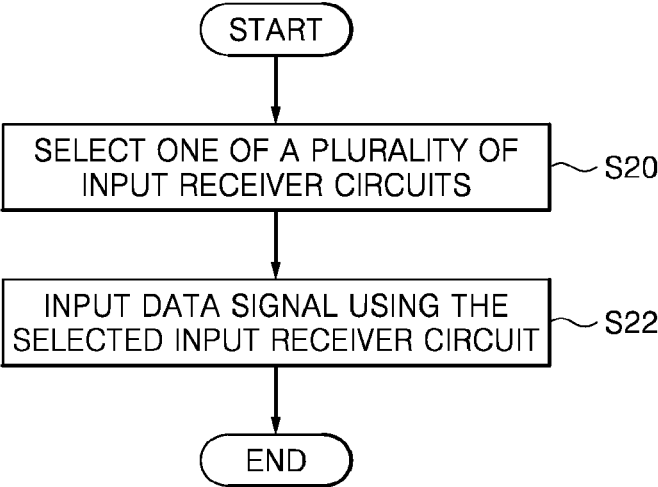 START
SELECT ONE OF A PLURALITY OF
INPUT RECEIVER CIRCUITS
S20
INPUT DATA SIGNAL USING THE
SELECTED INPUT RECEIVER CIRCUIT
S22
END